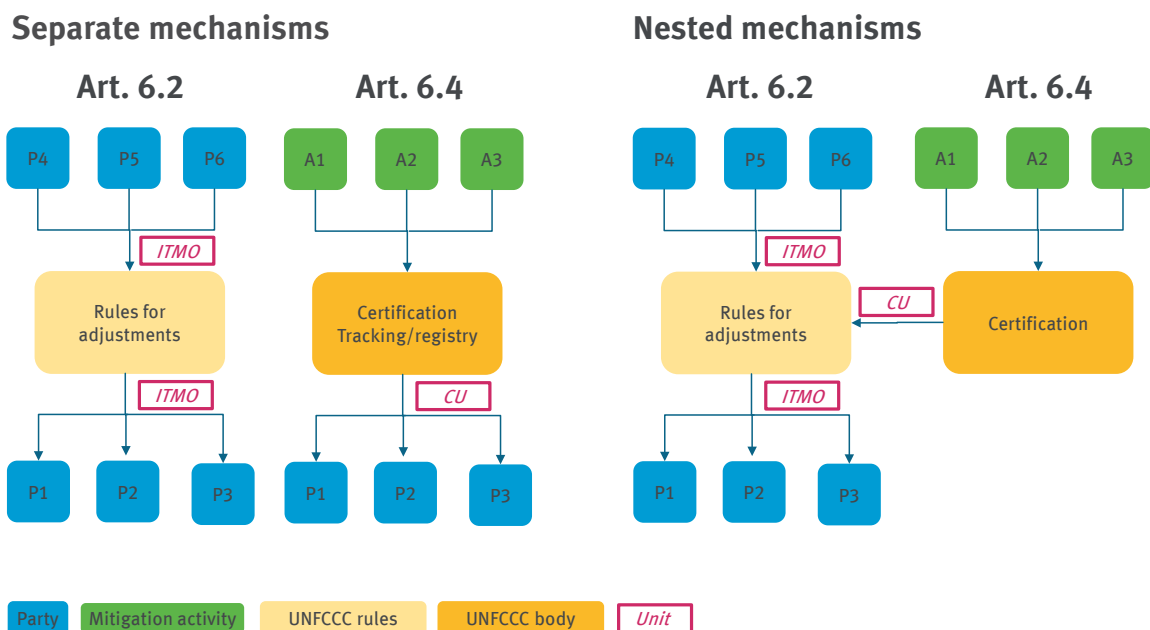 Separate mechanisms
Nested mechanisms
Art. 6.2
Art. 6.4
Art. 6.2
Art. 6.4
P4
P5
P6
A1
A2
A3
P4
P5
P6
A1
A2
A3
ITMO
ITMO
Rules for
adjustments
Certification
Tracking/registry
Rules for
adjustments
CU
Certification
ITMO
CU
ITMO
P1
P2
P3
P1
P2
P3
P1
P2
P3
Party
Mitigation activity
UNFCCC rules
UNFCCC body
Unit